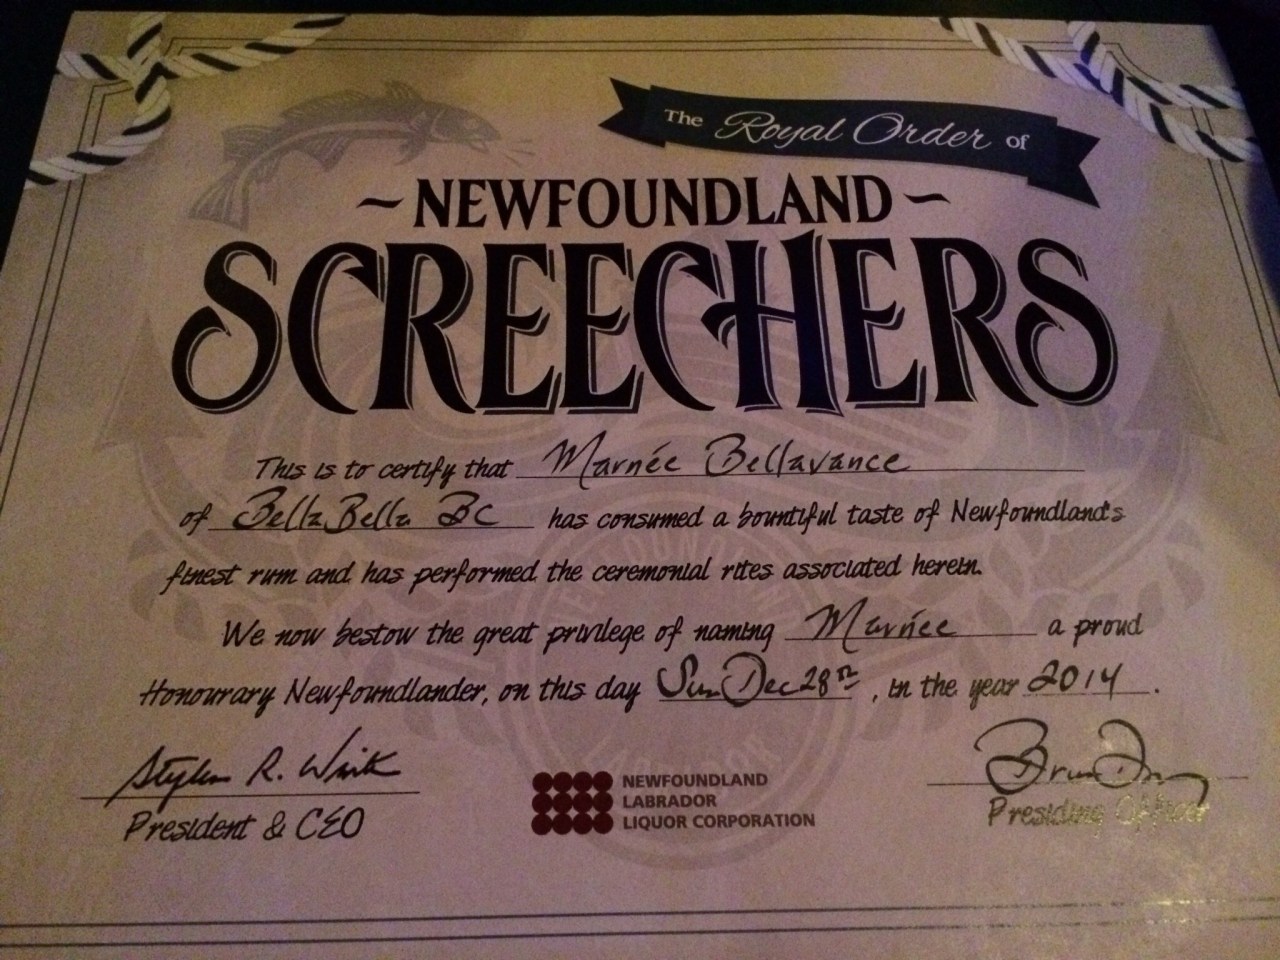 The Royal Order of
~ NEWFOUNDLAND ~
SCREECHERS
This is to certify that Marnée Bellavance
of Bella Bella BC has consumed a bountiful taste of Newfoundland's
finest rum and has performed the ceremonial rites associated herein.
We now bestow the great privilege of naming Marnée a proud
Honourary Newfoundlander, on this day Sun Dec 28th, in the year 2014.
President & CEO
NEWFOUNDLAND
LABRADOR
LIQUOR CORPORATION
Presiding Officer